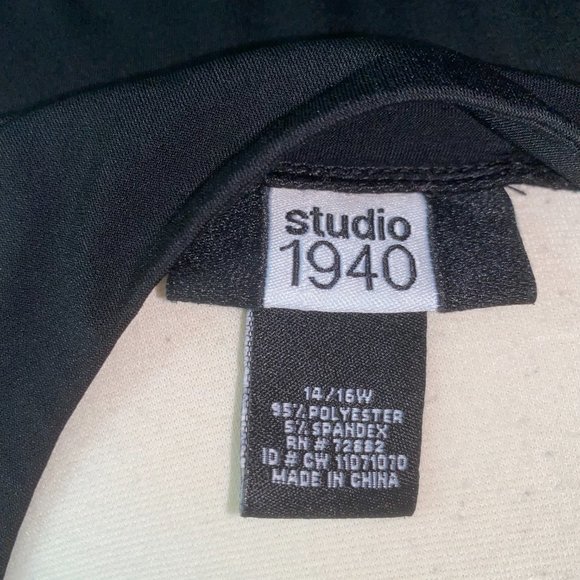 studio
1940
14/16W
95% POLYESTER
5% SPANDEX
RN # 72882
ID # CW 11071070
MADE IN CHINA